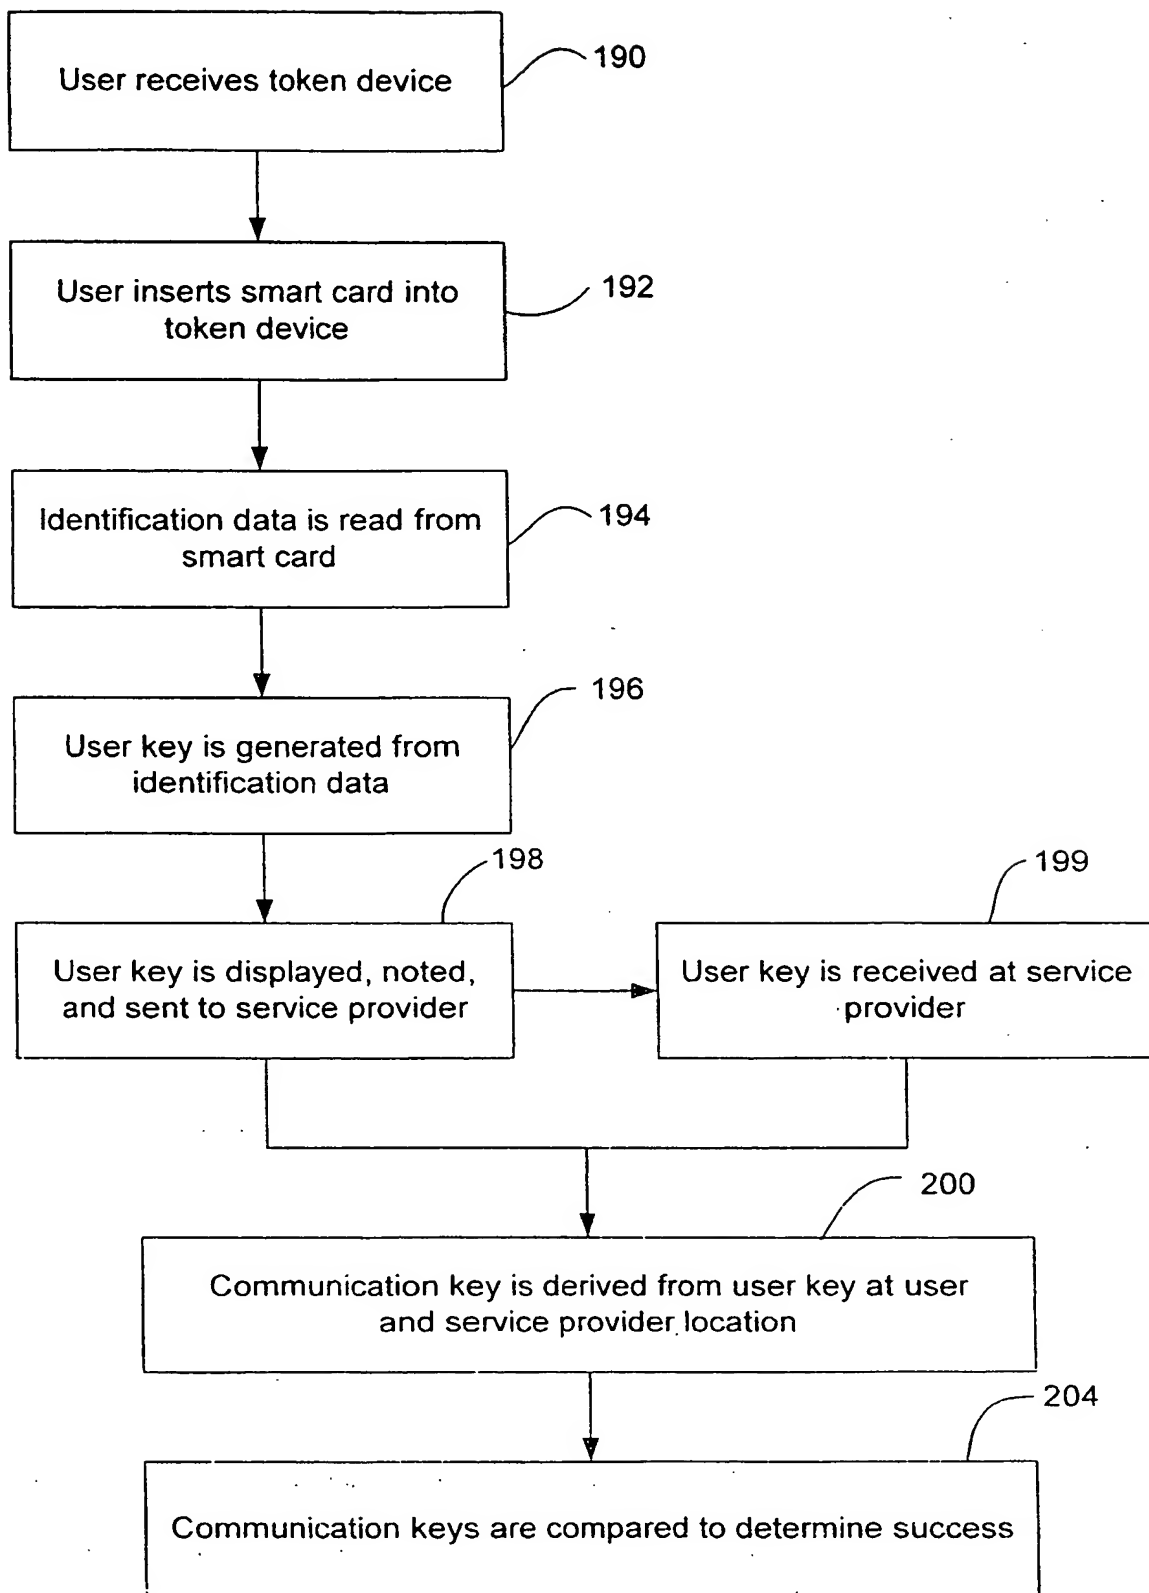 User receives token device
190
User inserts smart card into
token device
192
Identification data is read from
smart card
194
User key is generated from
identification data
196
User key is displayed, noted,
and sent to service provider
198
User key is received at service
provider
199
Communication key is derived from user key at user
and service provider location
200
Communication keys are compared to determine success
204